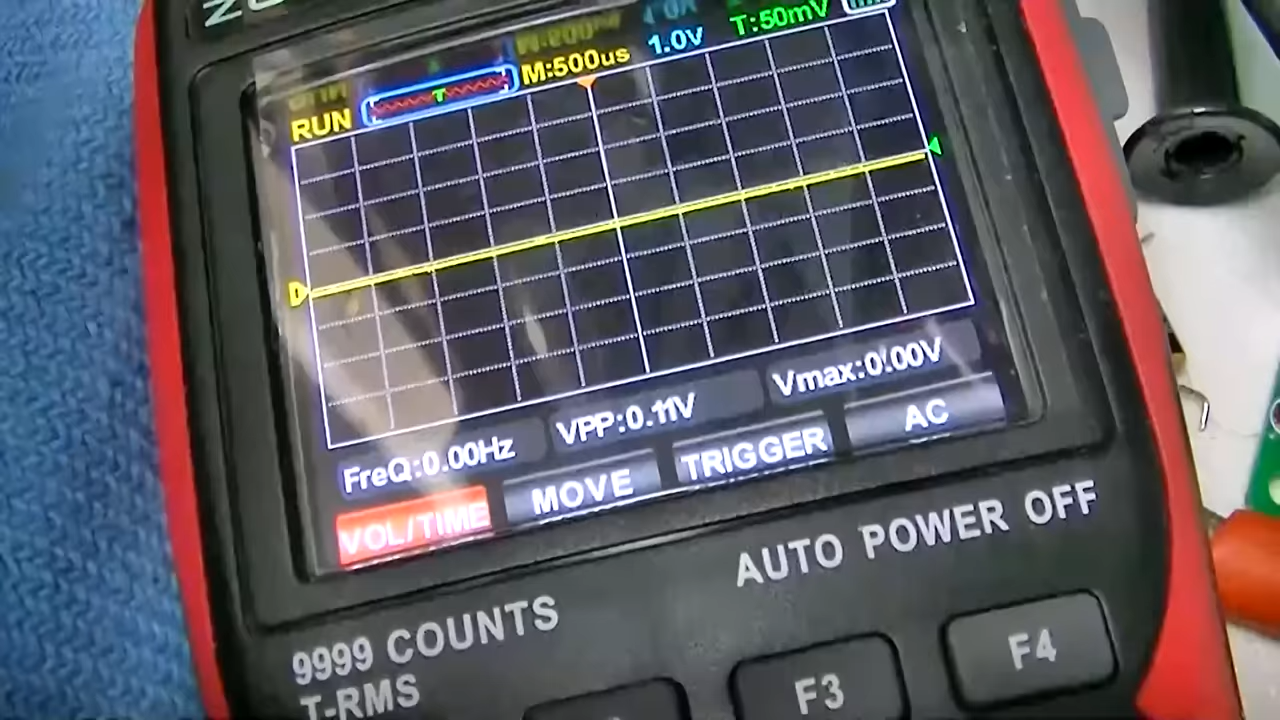 M:500us
1.0V
T:50mV
T
RUN
FreQ:0.00Hz
VPP:0.11V
Vmax:0.00V
VOL/TIME
MOVE
TRIGGER
AC
AUTO POWER OFF
9999 COUNTS
T-RMS
F3
F4